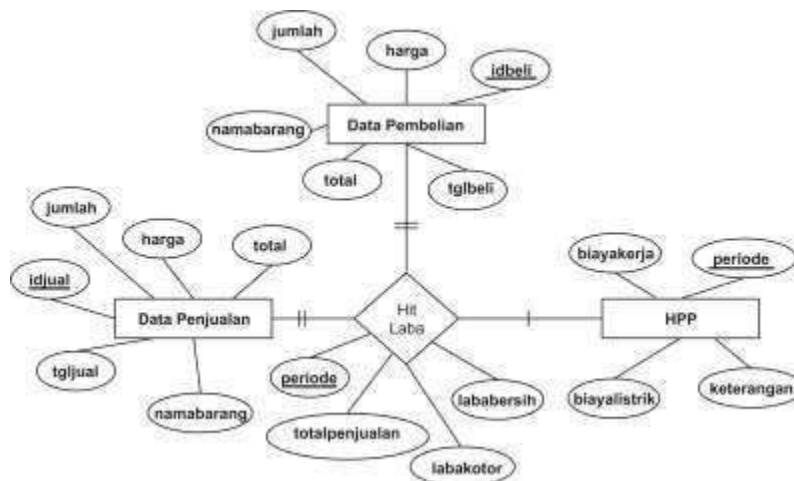 jumlah
harga
idbeli
namabarang
Data Pembelian
total
tglbeli
jumlah
harga
total
idjual
Data Penjualan
tgljual
namabarang
Hit
Laba
periode
totalpenjualan
labakotor
lababersih
biayakerja
periode
HPP
biayalistrik
keterangan